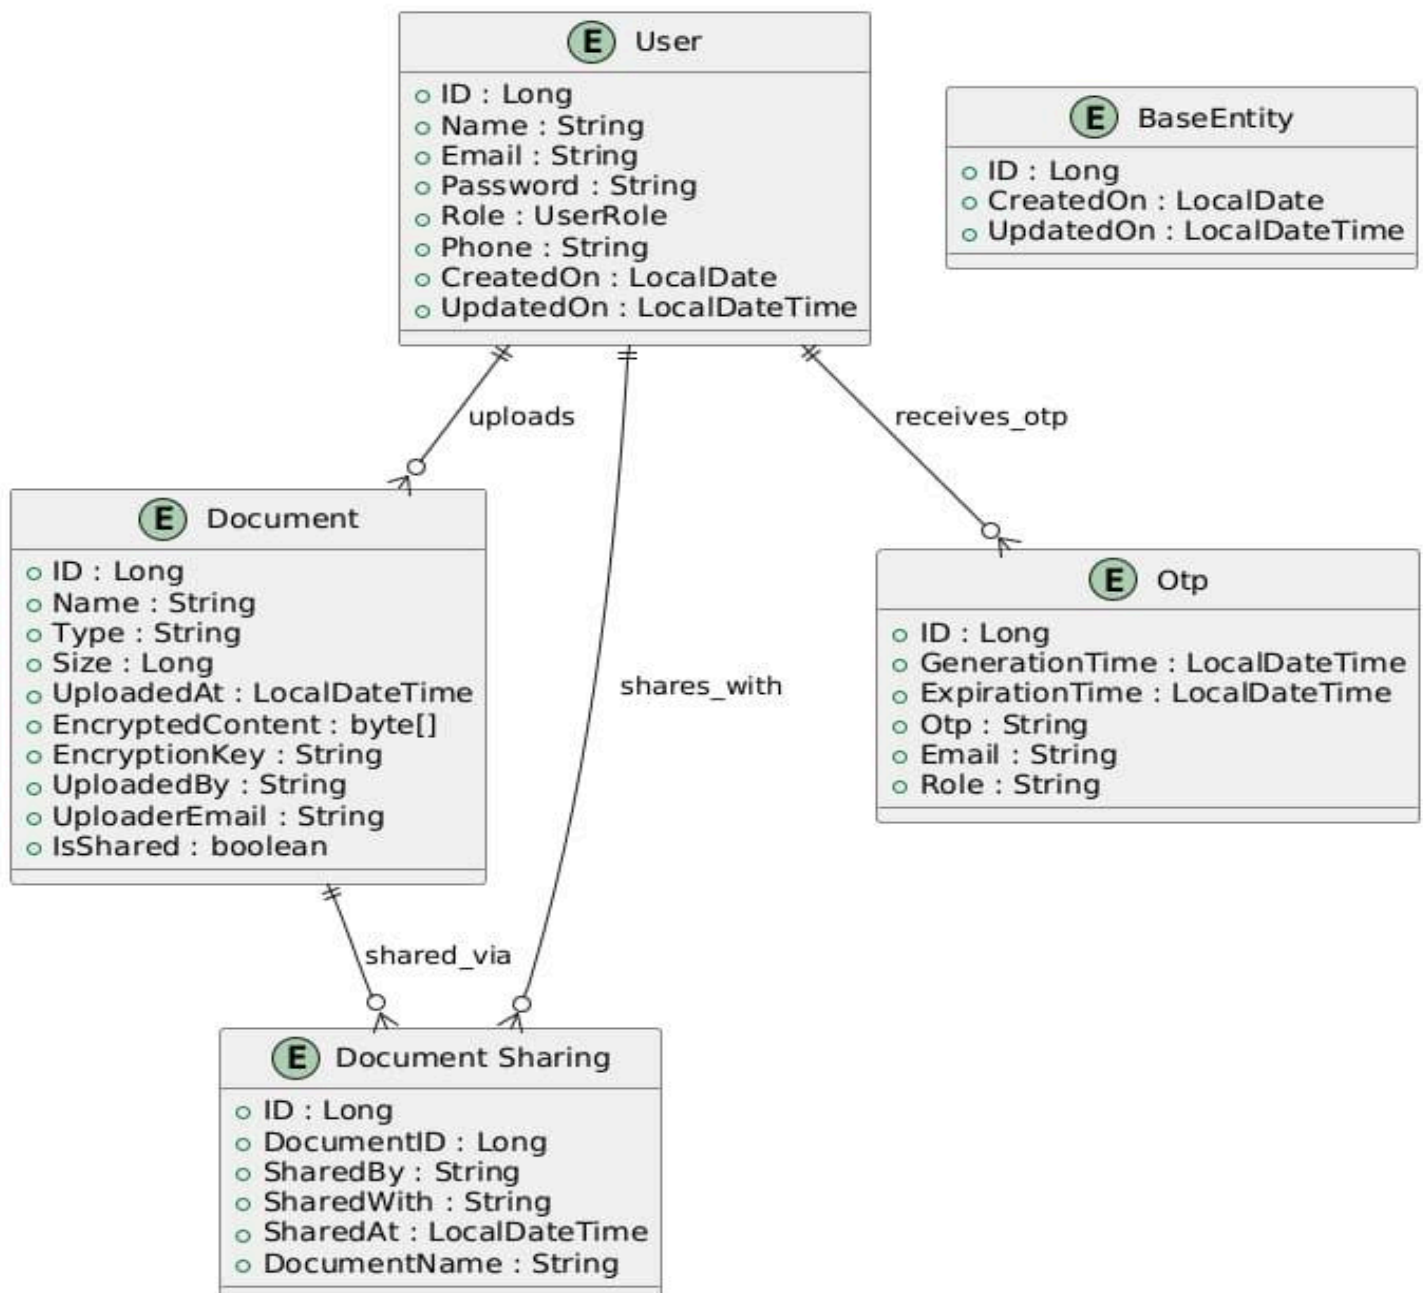 E User
ID : Long
Name : String
Email : String
Password : String
Role : UserRole
Phone : String
CreatedOn : LocalDate
UpdatedOn : LocalDateTime
E BaseEntity
ID : Long
CreatedOn : LocalDate
UpdatedOn : LocalDateTime
uploads
receives_otp
E Document
ID : Long
Name : String
Type : String
Size : Long
UploadedAt : LocalDateTime
EncryptedContent : byte[]
EncryptionKey : String
UploadedBy : String
UploaderEmail : String
IsShared : boolean
shares_with
E Otp
ID : Long
GenerationTime : LocalDateTime
ExpirationTime : LocalDateTime
Otp : String
Email : String
Role : String
shared_via
E Document Sharing
ID : Long
DocumentID : Long
SharedBy : String
SharedWith : String
SharedAt : LocalDateTime
DocumentName : String